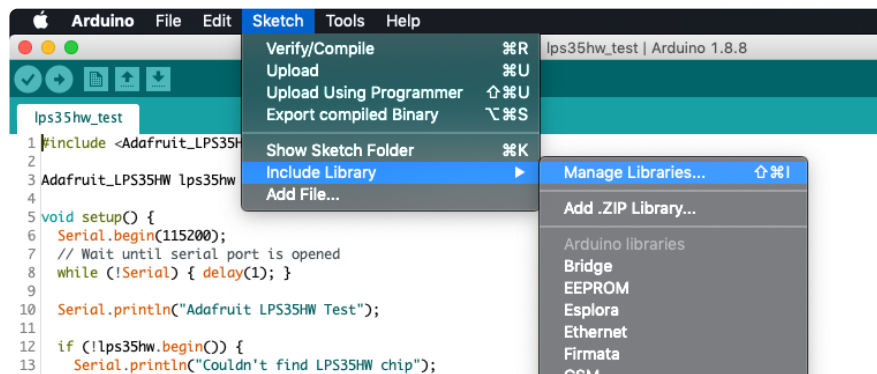 Arduino File Edit Sketch Tools Help
lps35hw_test | Arduino 1.8.8
Verify/Compile ⌘R
Upload ⌘U
Upload Using Programmer ⇧⌘U
Export compiled Binary ⌥⌘S
Show Sketch Folder ⌘K
Include Library ▶
Add File...
Manage Libraries... ⇧⌘I
Add .ZIP Library...
Arduino libraries
Bridge
EEPROM
Esplora
Ethernet
Firmata
GSM
lps35hw_test
1 #include <Adafruit_LPS35H
2
3 Adafruit_LPS35HW lps35hw
4
5 void setup() {
6 Serial.begin(115200);
7 // Wait until serial port is opened
8 while (!Serial) { delay(1); }
9
10 Serial.println("Adafruit LPS35HW Test");
11
12 if (!lps35hw.begin()) {
13 Serial.println("Couldn't find LPS35HW chip");